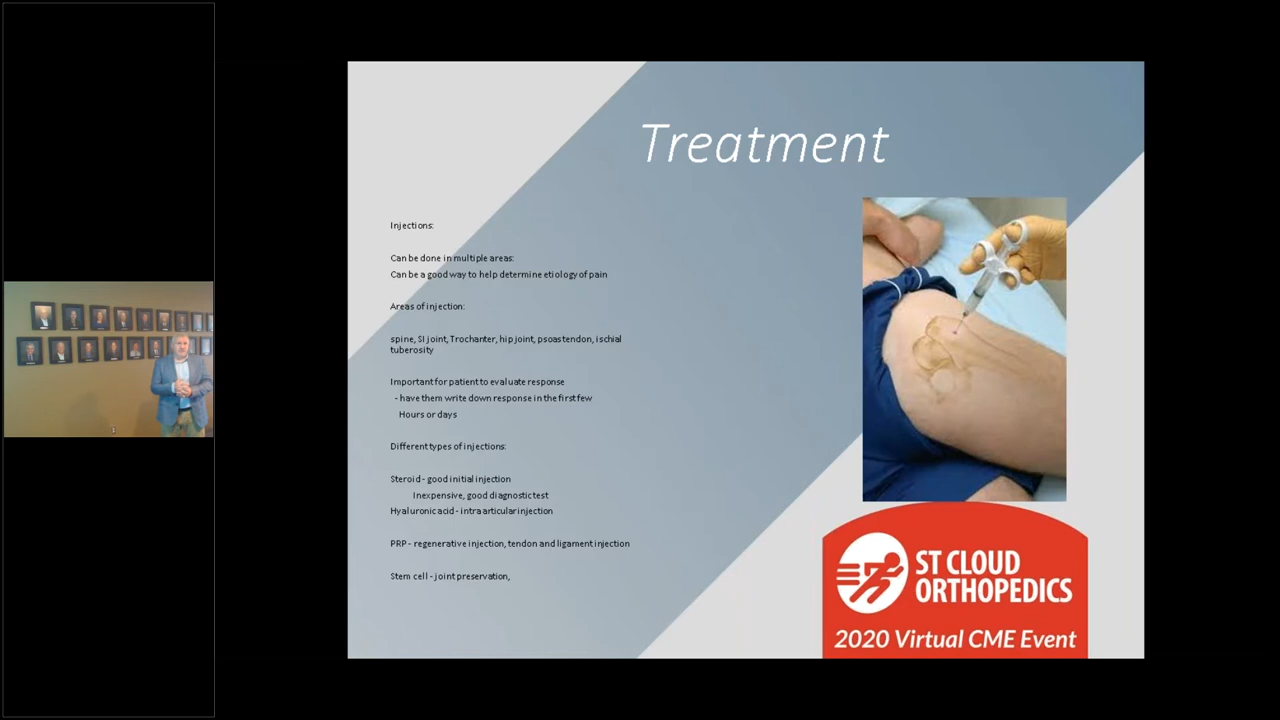 Treatment
Injections:
Can be done in multiple areas:
Can be a good way to help determine etiology of pain
Areas of injection:
spine, SI joint, Trochanter, hip joint, psoas tendon, ischial
tuberosity
Important for patient to evaluate response
- have them write down response in the first few
Hours or days
Different types of injections:
Steroid - good initial injection
Inexpensive, good diagnostic test
Hyaluronic acid - intra articular injection
PRP - regenerative injection, tendon and ligament injection
Stem cell - joint preservation,
ST CLOUD
ORTHOPEDICS
2020 Virtual CME Event